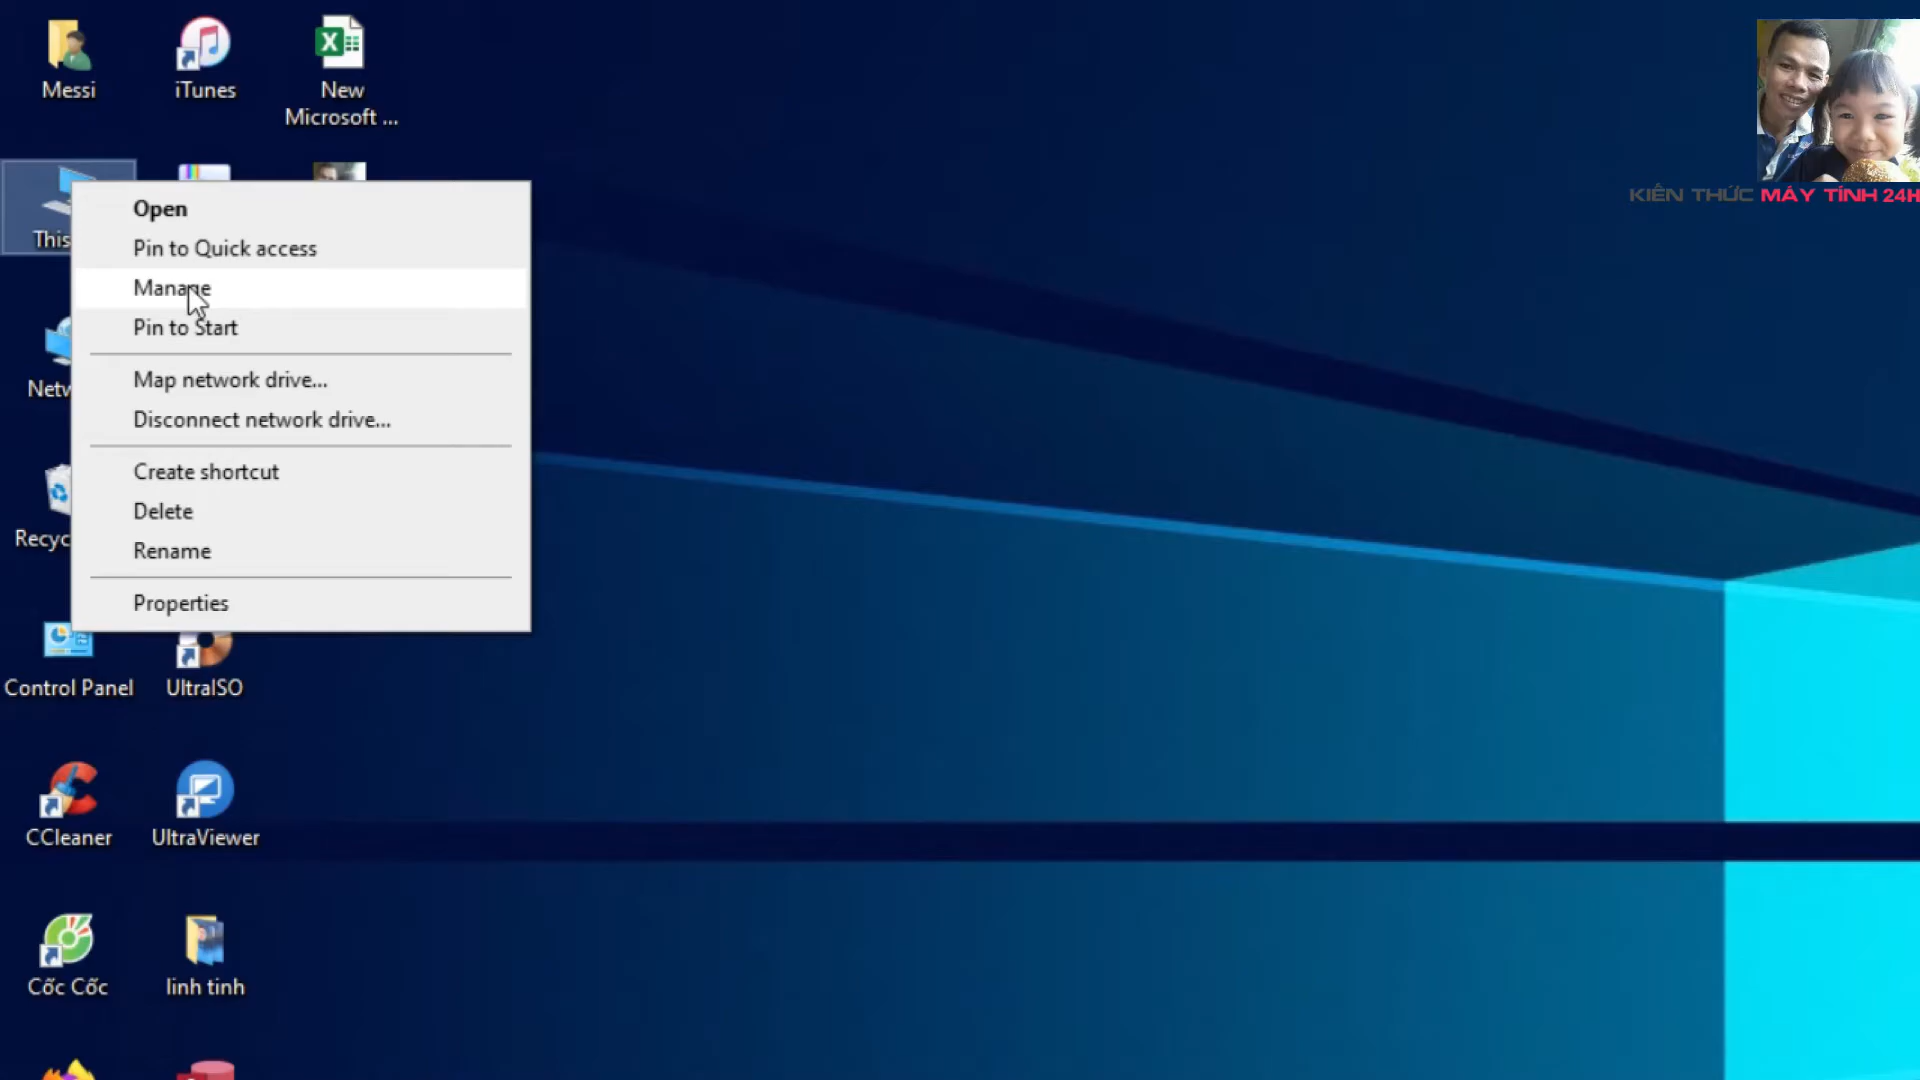 Messi
iTunes
New
Microsoft ...
KIẾN THỨC MÁY TÍNH 24H
This
Open
Pin to Quick access
Manage
Pin to Start
Map network drive...
Disconnect network drive...
Create shortcut
Delete
Rename
Properties
Netw
Recyc
Control Panel
UltraISO
CCleaner
UltraViewer
Cốc Cốc
linh tinh